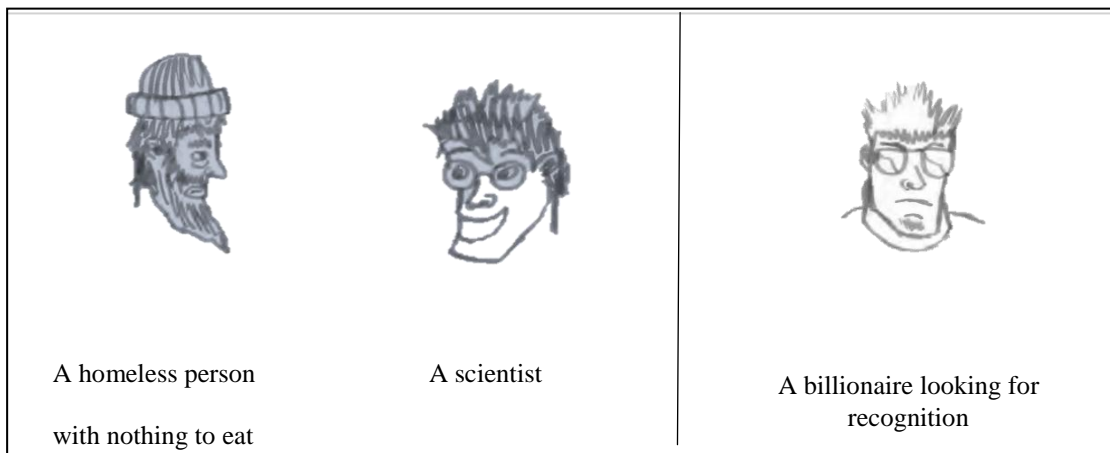 A homeless person
with nothing to eat
A scientist
A billionaire looking for
recognition